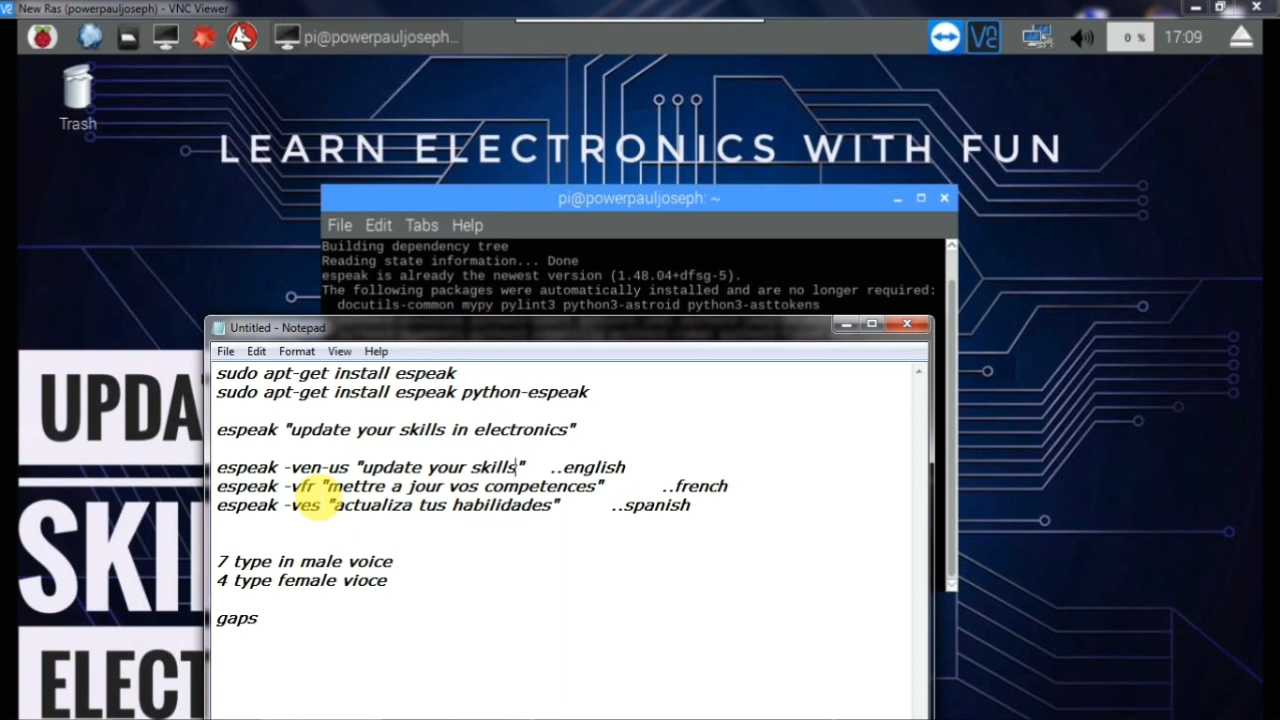 New Ras (powerpauljoseph) - VNC Viewer
pi@powerpauljoseph...
0 %
17:09
Trash
LEARN ELECTRONICS WITH FUN
pi@powerpauljoseph: ~
File Edit Tabs Help
Building dependency tree
Reading state information... Done
espeak is already the newest version (1.48.04+dfsg-5).
The following packages were automatically installed and are no longer required:
docutils-common mypy pylint3 python3-astroid python3-asttokens
Untitled - Notepad
File Edit Format View Help
sudo apt-get install espeak
sudo apt-get install espeak python-espeak
espeak "update your skills in electronics"
espeak -ven-us "update your skills" ..english
espeak -vfr "mettre a jour vos competences" ..french
espeak -ves "actualiza tus habilidades" ..spanish
7 type in male voice
4 type female vioce
gaps
UPDA
SKI
ELECT